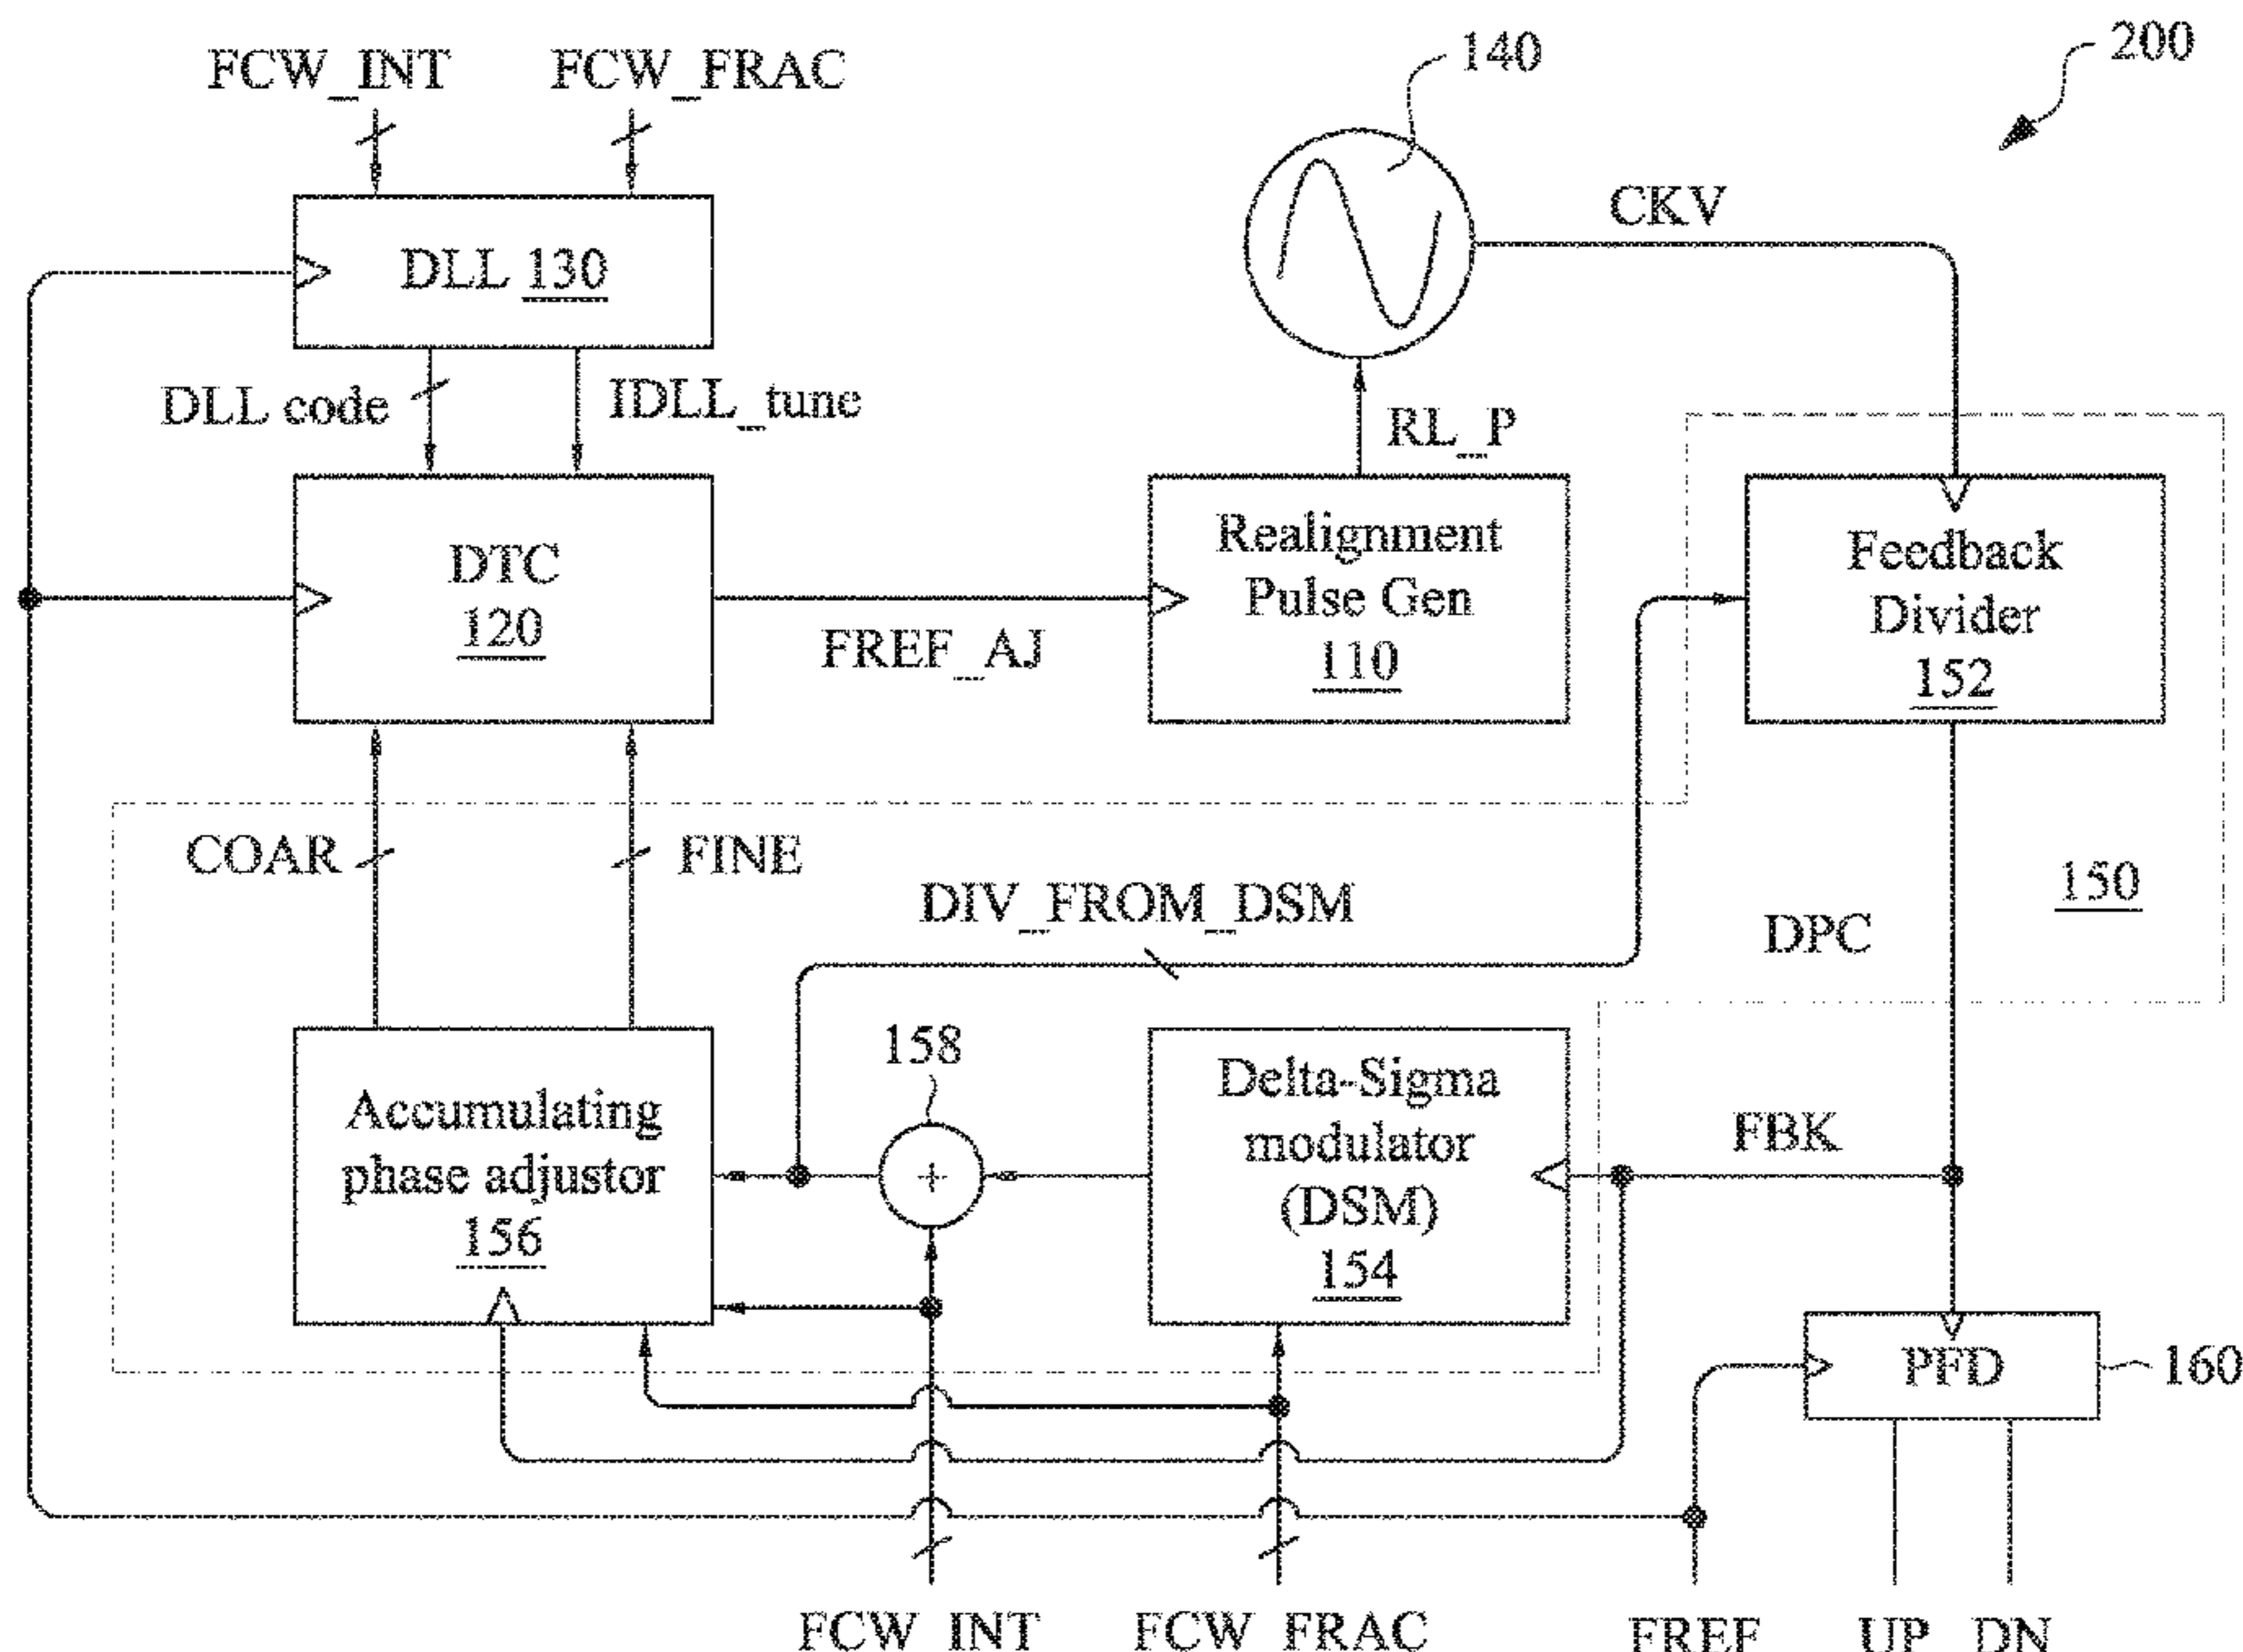 FCW_INT
FCW_FRAC
140
200
CKV
DLL 130
DLL code
IDLL_tune
RL_P
DTC
120
FREF_AJ
Realignment
Pulse Gen
110
Feedback
Divider
152
COAR
FINE
DIV_FROM_DSM
DPC
150
158
Accumulating
phase adjustor
156
+
Delta-Sigma
modulator
(DSM)
154
FBK
PFD
160
FCW_INT
FCW_FRAC
FREF
UP
DN